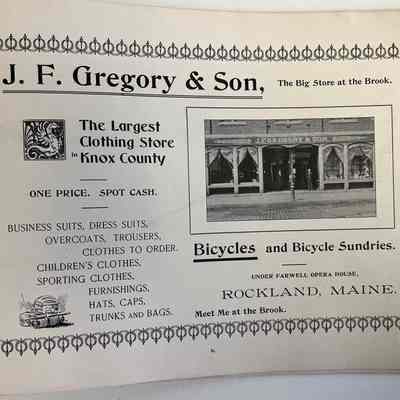 J. F. Gregory & Son, The Big Store at the Brook.
The Largest
Clothing Store
in Knox County
ONE PRICE. SPOT CASH.
BUSINESS SUITS, DRESS SUITS,
OVERCOATS, TROUSERS,
CLOTHES TO ORDER.
CHILDREN'S CLOTHES,
SPORTING CLOTHES,
FURNISHINGS,
HATS, CAPS,
TRUNKS AND BAGS.
J.F. GREGORY & SON
Bicycles and Bicycle Sundries.
UNDER FARWELL OPERA HOUSE,
ROCKLAND, MAINE.
Meet Me at the Brook.